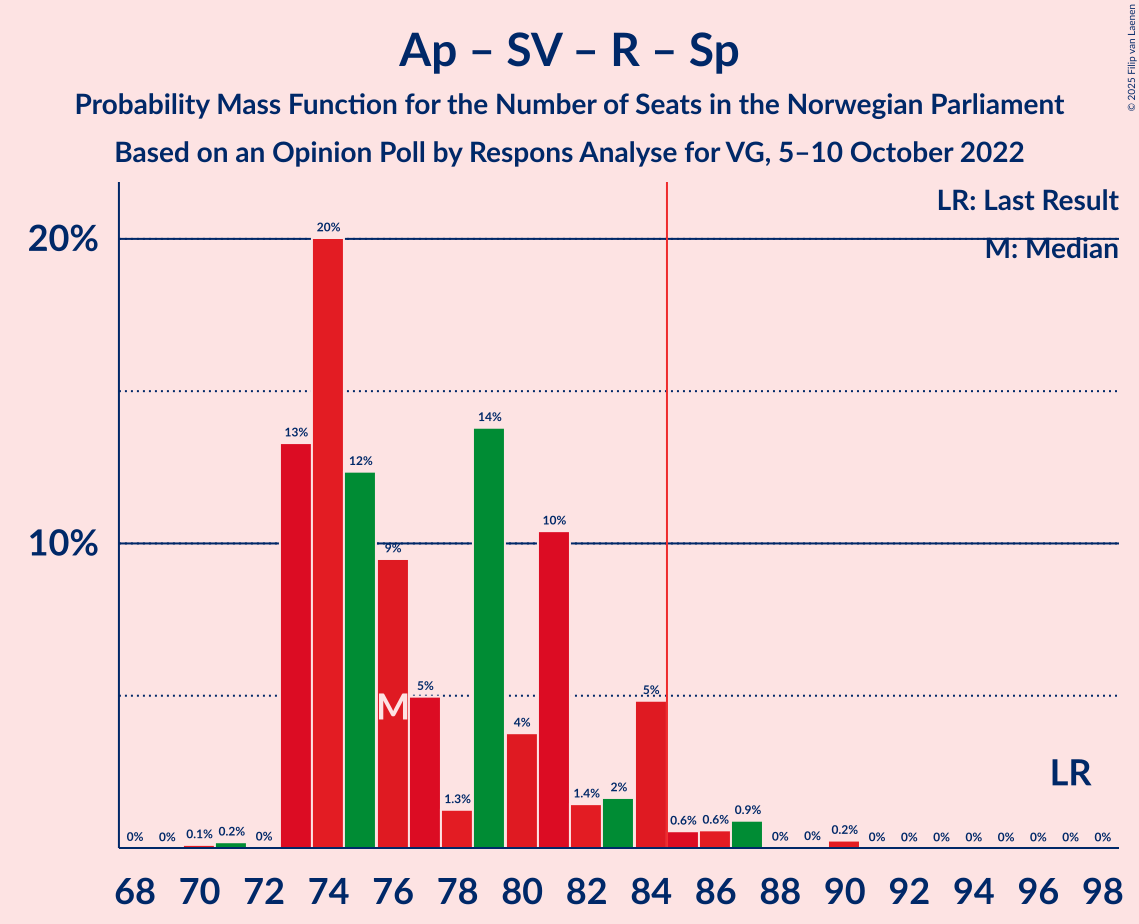 Ap – SV – R – Sp
Probability Mass Function for the Number of Seats in the Norwegian Parliament
Based on an Opinion Poll by Respons Analyse for VG, 5–10 October 2022
© 2025 Filip van Laenen
LR: Last Result
M: Median
20%
10%
0% 0% 0.1% 0.2% 0% 13% 20% 12% 9% 5% 1.3% 14% 4% 10% 1.4% 2% 5% 0.6% 0.6% 0.9% 0% 0% 0.2% 0% 0% 0% 0% 0% 0% 0% 0%
M
LR
68 70 72 74 76 78 80 82 84 86 88 90 92 94 96 98